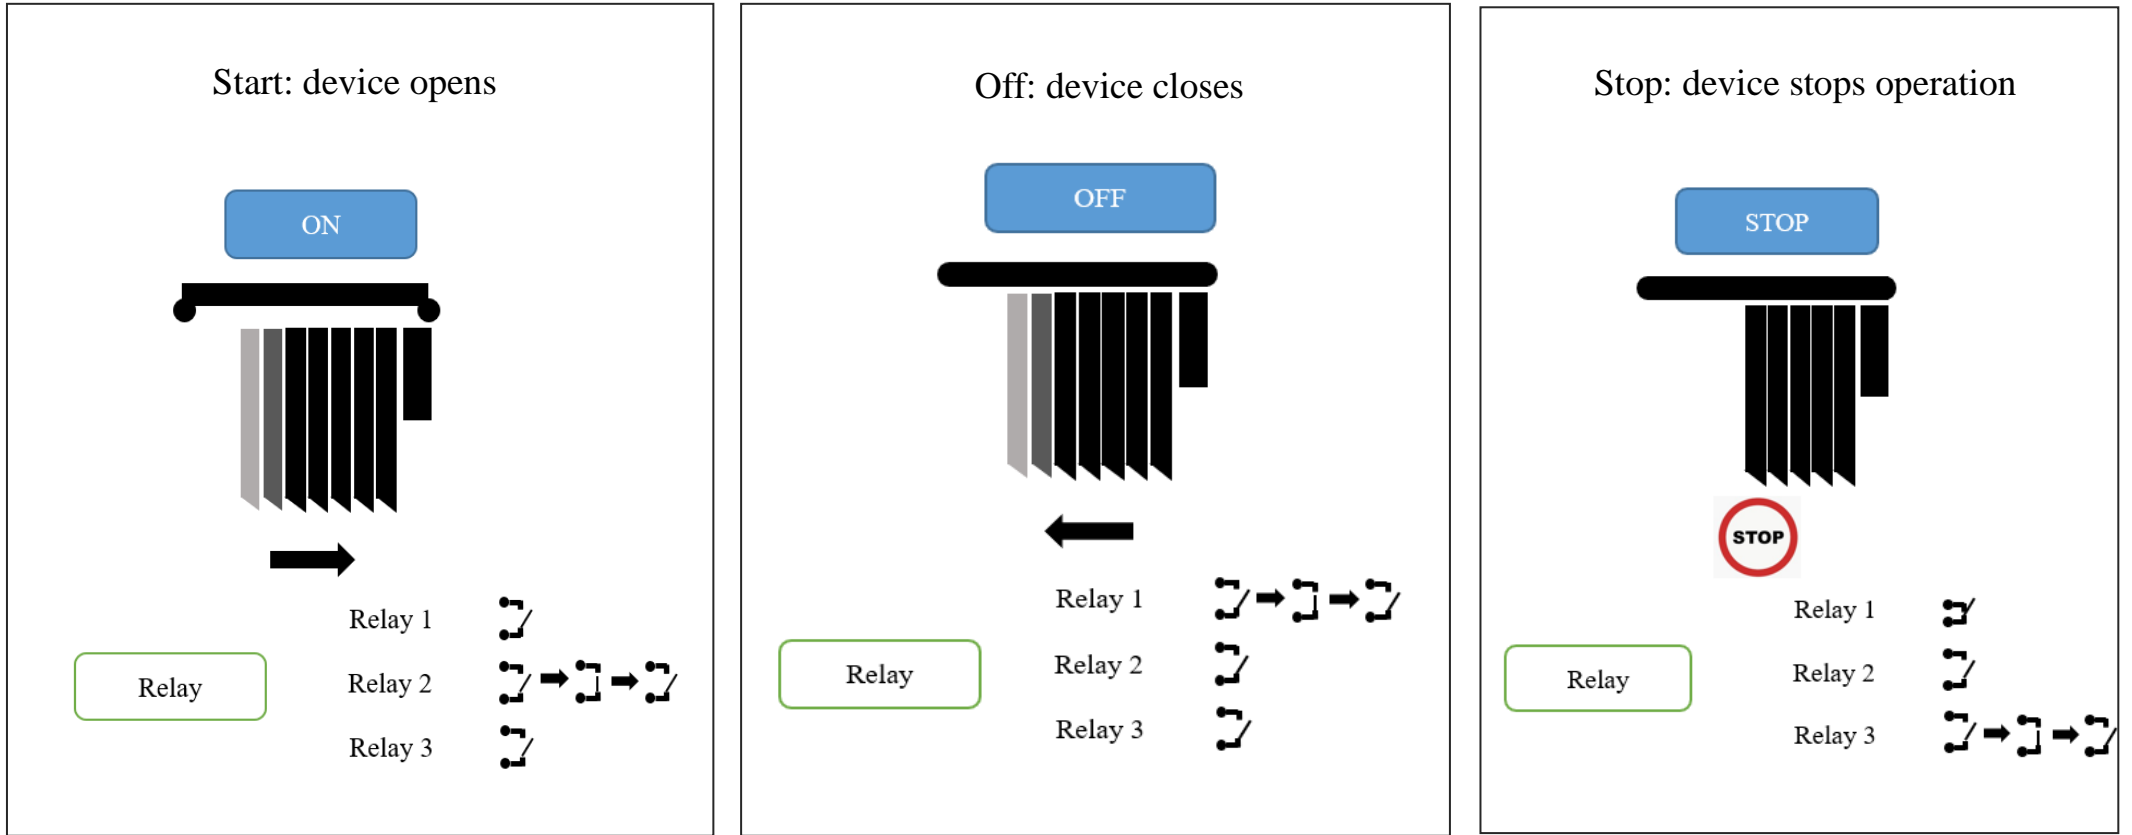 Start: device opens
ON
Relay 1
Relay 2
Relay 3
Relay
Off: device closes
OFF
Relay 1
Relay 2
Relay 3
Relay
Stop: device stops operation
STOP
STOP
Relay 1
Relay 2
Relay 3
Relay